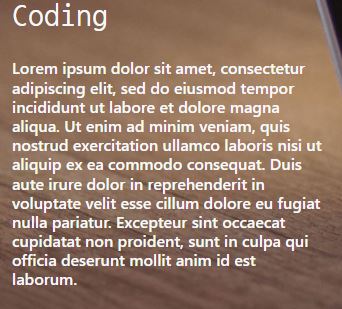 Coding
Lorem ipsum dolor sit amet, consectetur
adipiscing elit, sed do eiusmod tempor
incididunt ut labore et dolore magna
aliqua. Ut enim ad minim veniam, quis
nostrud exercitation ullamco laboris nisi ut
aliquip ex ea commodo consequat. Duis
aute irure dolor in reprehenderit in
voluptate velit esse cillum dolore eu fugiat
nulla pariatur. Excepteur sint occaecat
cupidatat non proident, sunt in culpa qui
officia deserunt mollit anim id est
laborum.